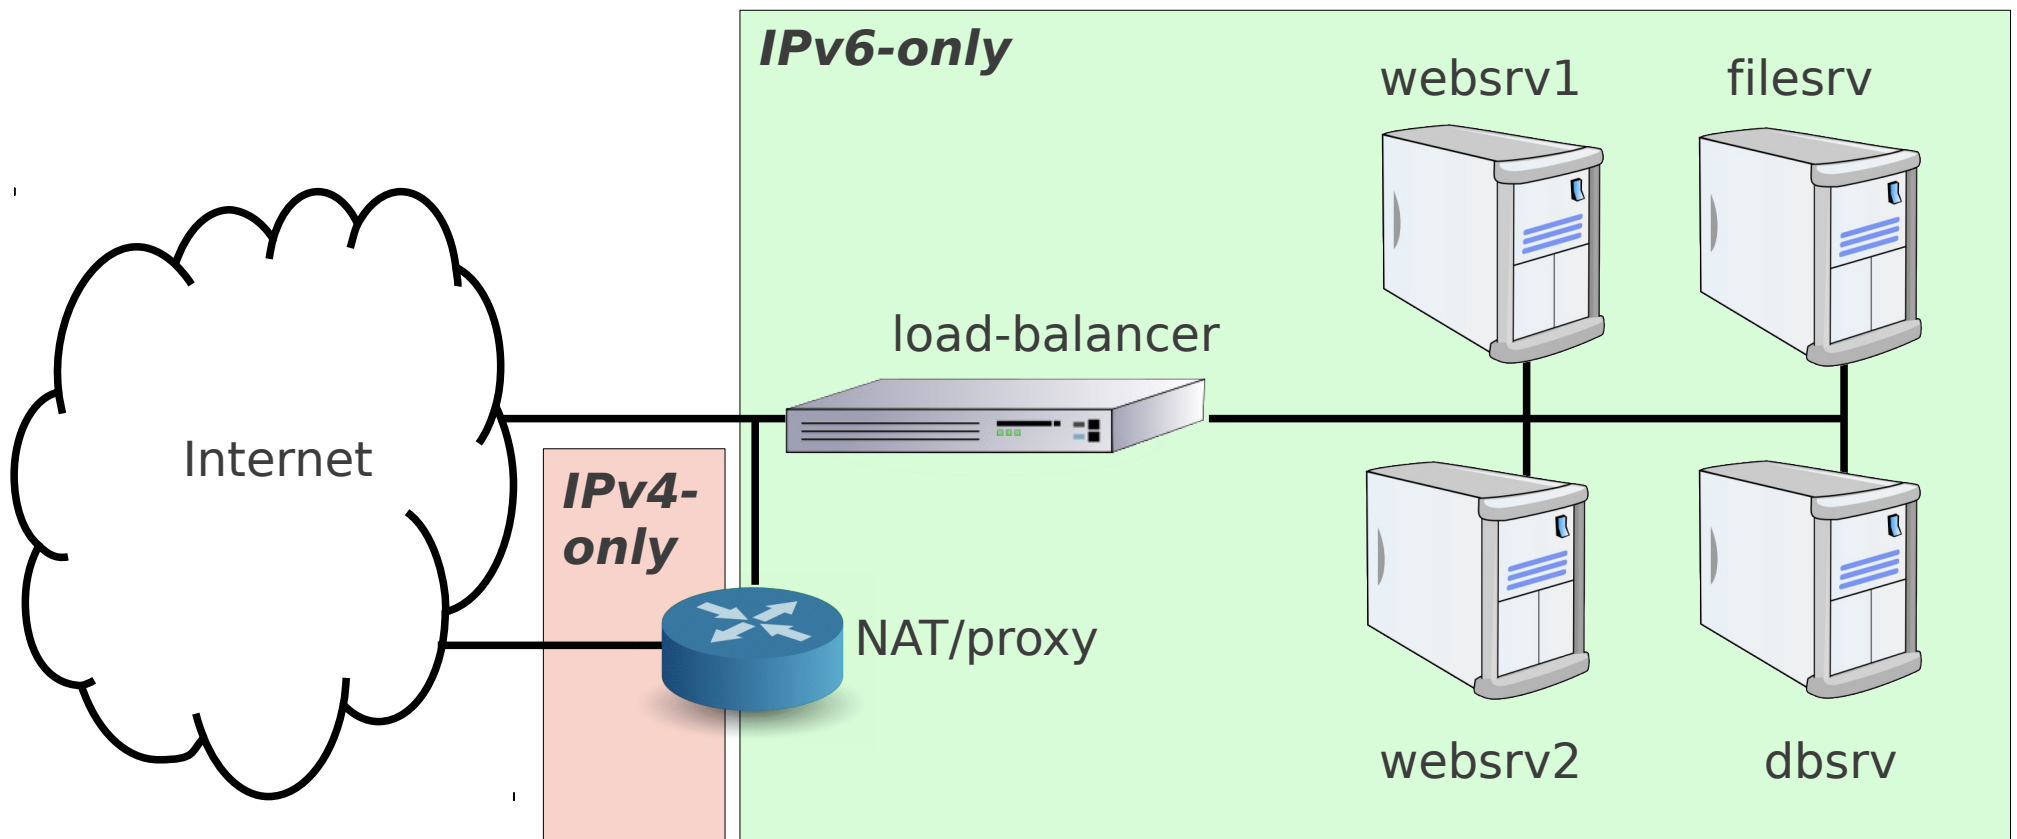 IPv6-only
websrv1
filesrv
load-balancer
Internet
IPv4-
only
NAT/proxy
websrv2
dbsrv